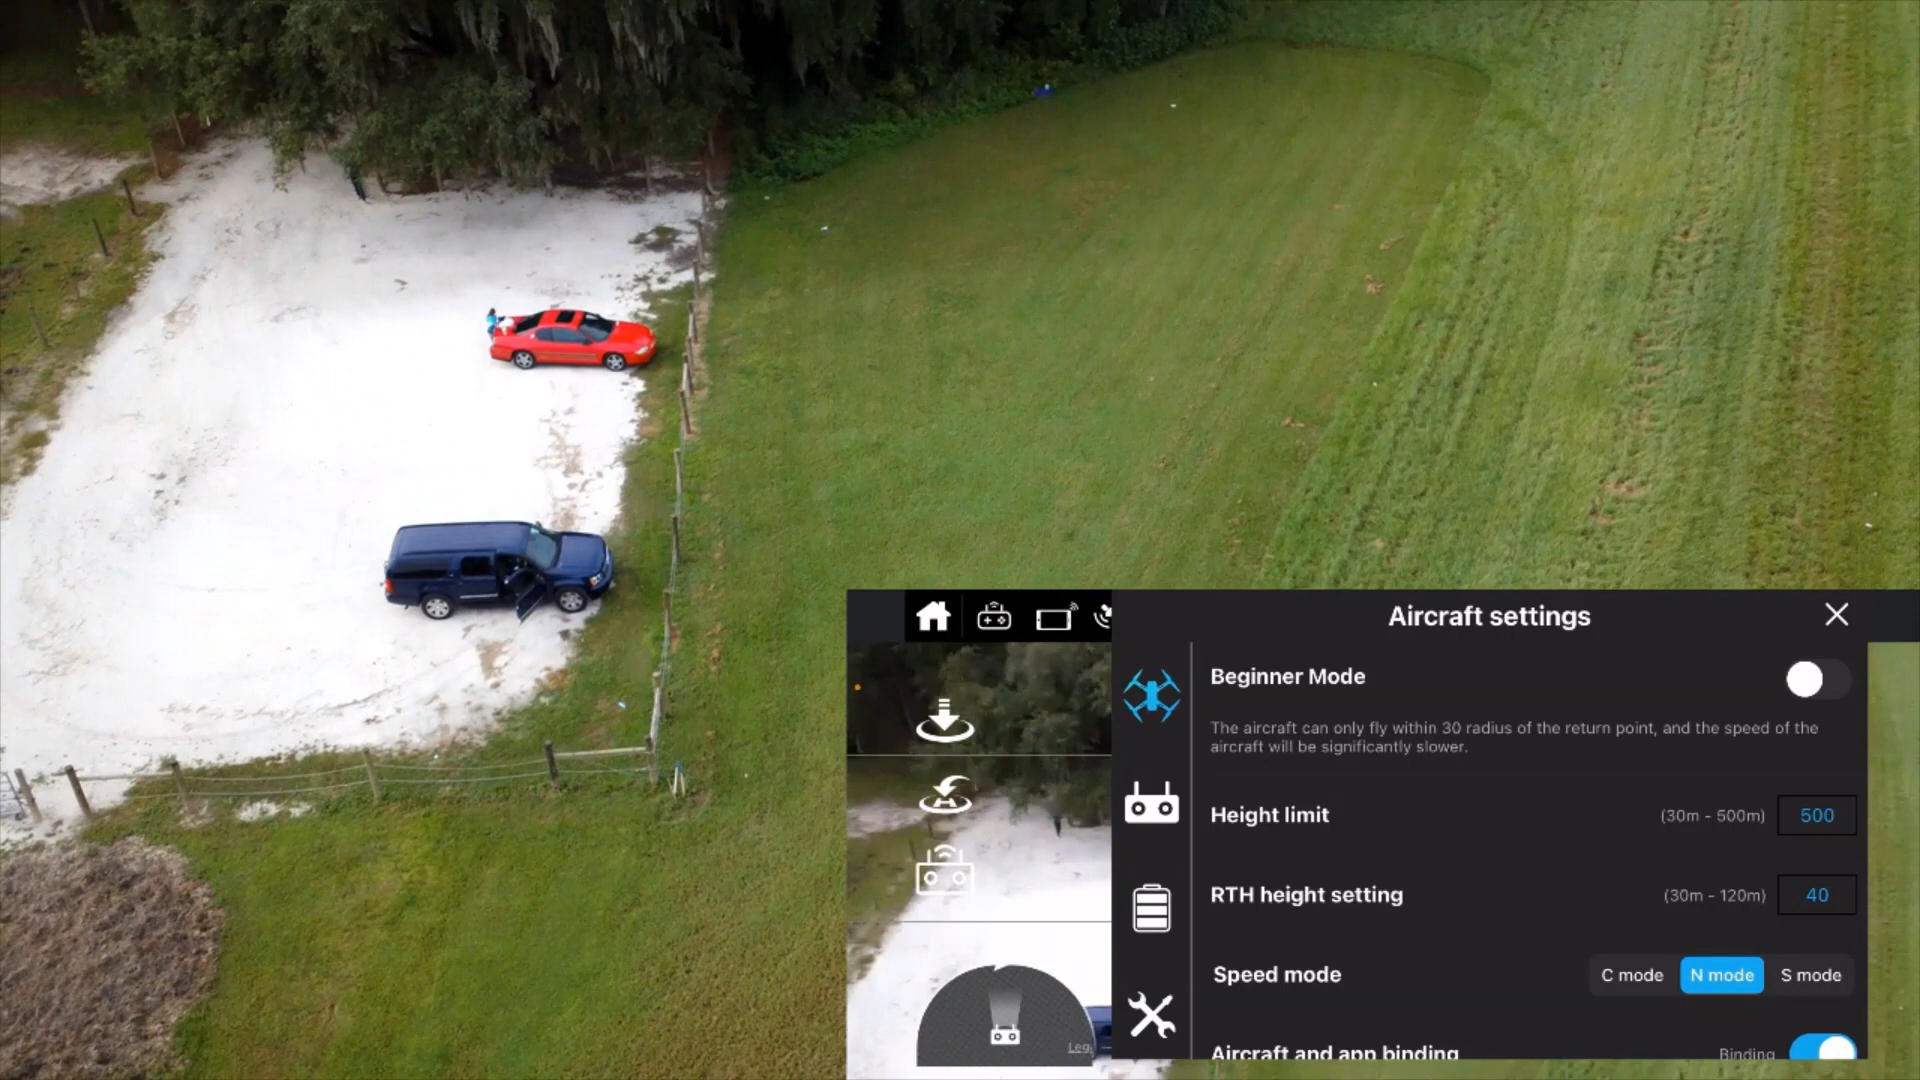 Aircraft settings
Beginner Mode
The aircraft can only fly within 30 radius of the return point, and the speed of the
aircraft will be significantly slower.
Height limit (30m - 500m) 500
RTH height setting (30m - 120m) 40
Speed mode C mode N mode S mode
Aircraft and app binding Binding